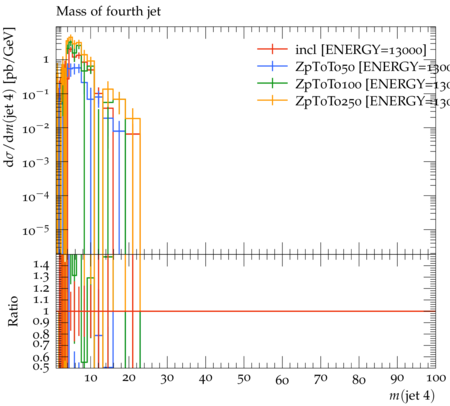 Mass of fourth jet
dσ/dm(jet 4) [pb/GeV]
1
10⁻¹
10⁻²
10⁻³
10⁻⁴
10⁻⁵
incl [ENERGY=13000]
ZpToTo50 [ENERGY=130
ZpToTo100 [ENERGY=13
ZpToTo250 [ENERGY=13
Ratio
1.4
1.3
1.2
1.1
1
0.9
0.8
0.7
0.6
0.5
10 20 30 40 50 60 70 80 90 100
m(jet 4)